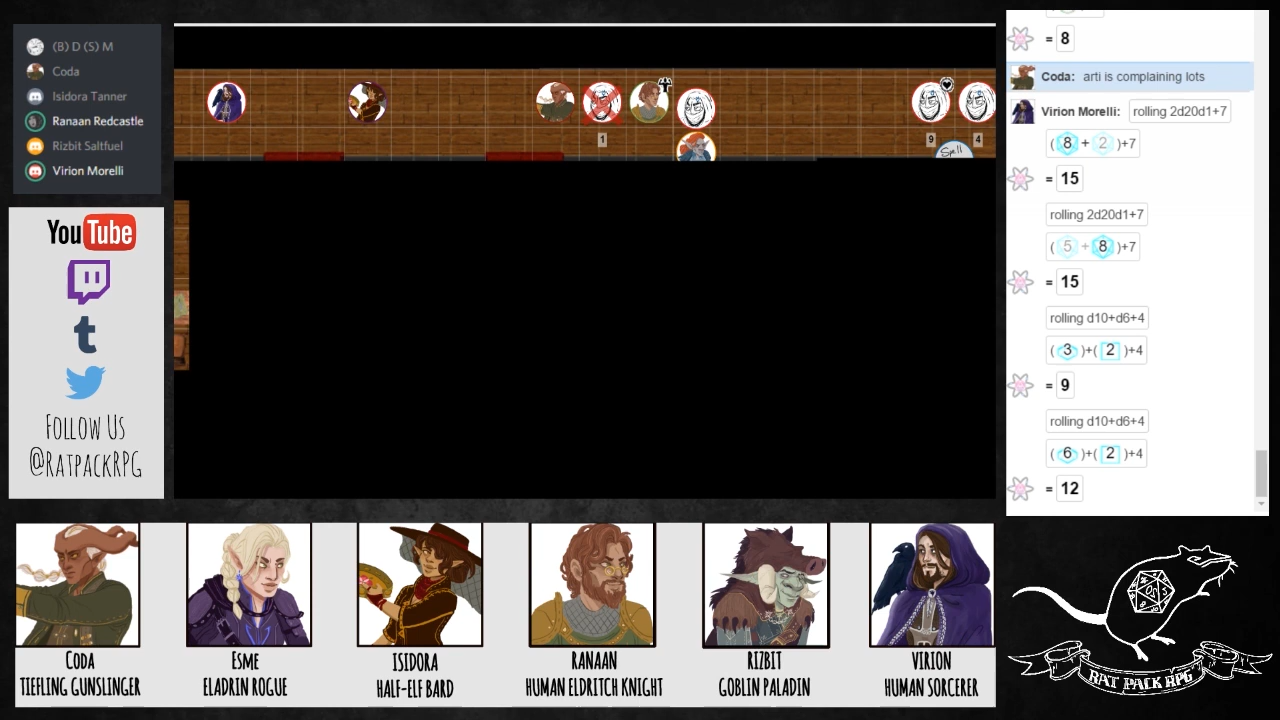 (B) D (S) M
Coda
Isidora Tanner
Ranaan Redcastle
Rizbit Saltfuel
Virion Morelli
YouTube
t
Follow Us
@RatpackRPG
1
9
4
Spell
= 8
Coda: arti is complaining lots
Virion Morelli: rolling 2d20d1+7
(8 + 2)+7
= 15
rolling 2d20d1+7
(5 + 8)+7
= 15
rolling d10+d6+4
(3)+(2)+4
= 9
rolling d10+d6+4
(6)+(2)+4
= 12
Coda
Tiefling Gunslinger
Esme
Eladrin Rogue
Isidora
Half-Elf Bard
Ranaan
Human Eldritch Knight
Rizbit
Goblin Paladin
Virion
Human Sorcerer
RAT PACK RPG